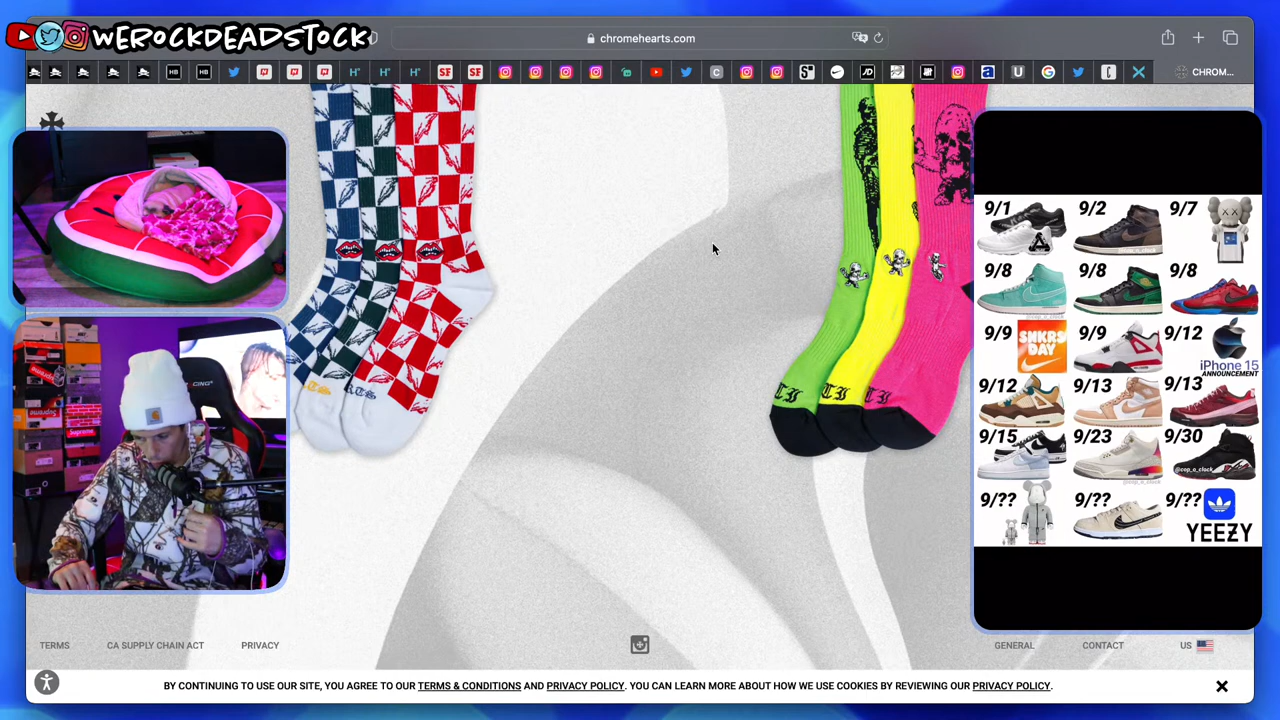 WEROCKDEADSTOCK
chromehearts.com
CHROM...
9/1 9/2 9/7
9/8 9/8 9/8
@cop_o_clock
9/9 SNKRS DAY 9/9 9/12
iPhone 15
ANNOUNCEMENT
9/12 9/13 9/13
9/15 9/23 9/30
@cop_o_clock
@cop_o_clock
9/?? 9/?? 9/??
YEEZY
TERMS CA SUPPLY CHAIN ACT PRIVACY GENERAL CONTACT US
BY CONTINUING TO USE OUR SITE, YOU AGREE TO OUR TERMS & CONDITIONS AND PRIVACY POLICY. YOU CAN LEARN MORE ABOUT HOW WE USE COOKIES BY REVIEWING OUR PRIVACY POLICY.